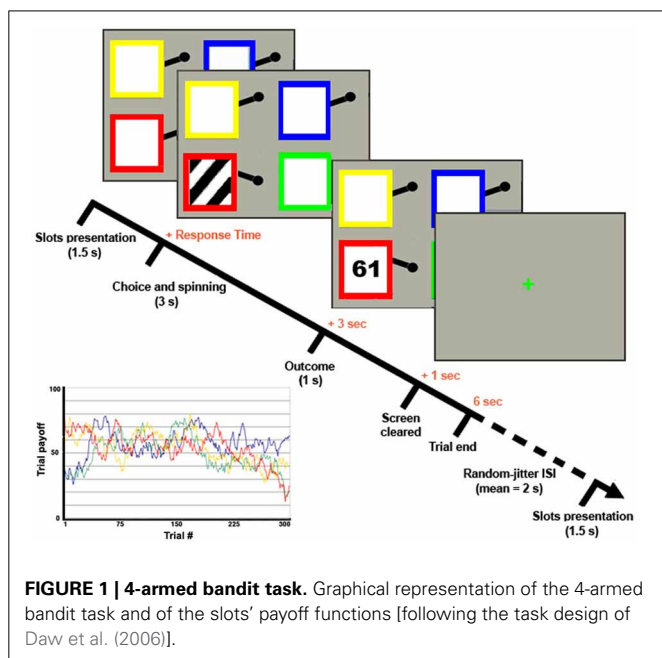 61
+
Slots presentation
(1.5 s)
+ Response Time
Choice and spinning
(3 s)
+ 3 sec
Outcome
(1 s)
+ 1 sec
Screen
cleared
6 sec
Trial end
Random-jitter ISI
(mean = 2 s)
Slots presentation
(1.5 s)
Trial payoff
100
50
0
1
75
150
225
300
Trial #
FIGURE 1 | 4-armed bandit task. Graphical representation of the 4-armed
bandit task and of the slots' payoff functions [following the task design of
Daw et al. (2006)].